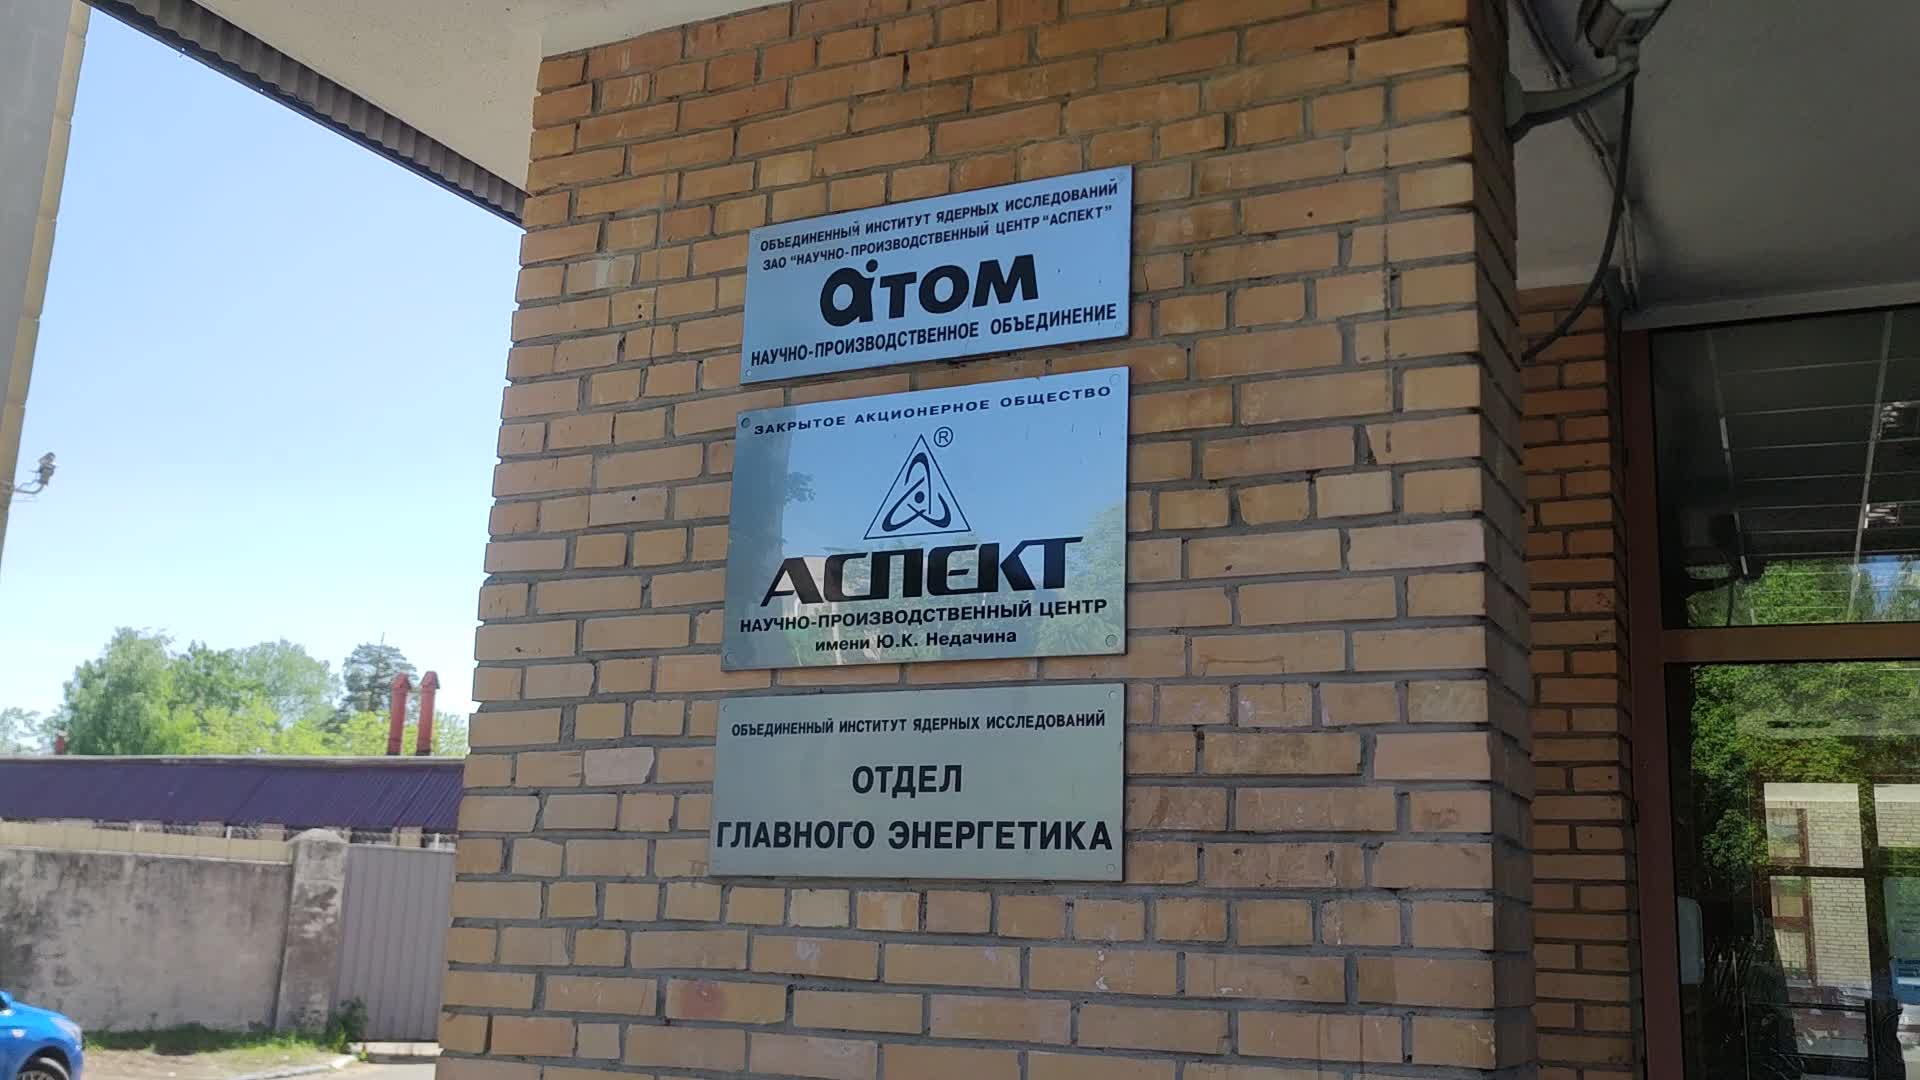 ОБЪЕДИНЕННЫЙ ИНСТИТУТ ЯДЕРНЫХ ИССЛЕДОВАНИЙ
ЗАО "НАУЧНО-ПРОИЗВОДСТВЕННЫЙ ЦЕНТР "АСПЕКТ"
атом
НАУЧНО-ПРОИЗВОДСТВЕННОЕ ОБЪЕДИНЕНИЕ
ЗАКРЫТОЕ АКЦИОНЕРНОЕ ОБЩЕСТВО
®
АСПЕКТ
НАУЧНО-ПРОИЗВОДСТВЕННЫЙ ЦЕНТР
имени Ю.К. Недачина
ОБЪЕДИНЕННЫЙ ИНСТИТУТ ЯДЕРНЫХ ИССЛЕДОВАНИЙ
ОТДЕЛ
ГЛАВНОГО ЭНЕРГЕТИКА